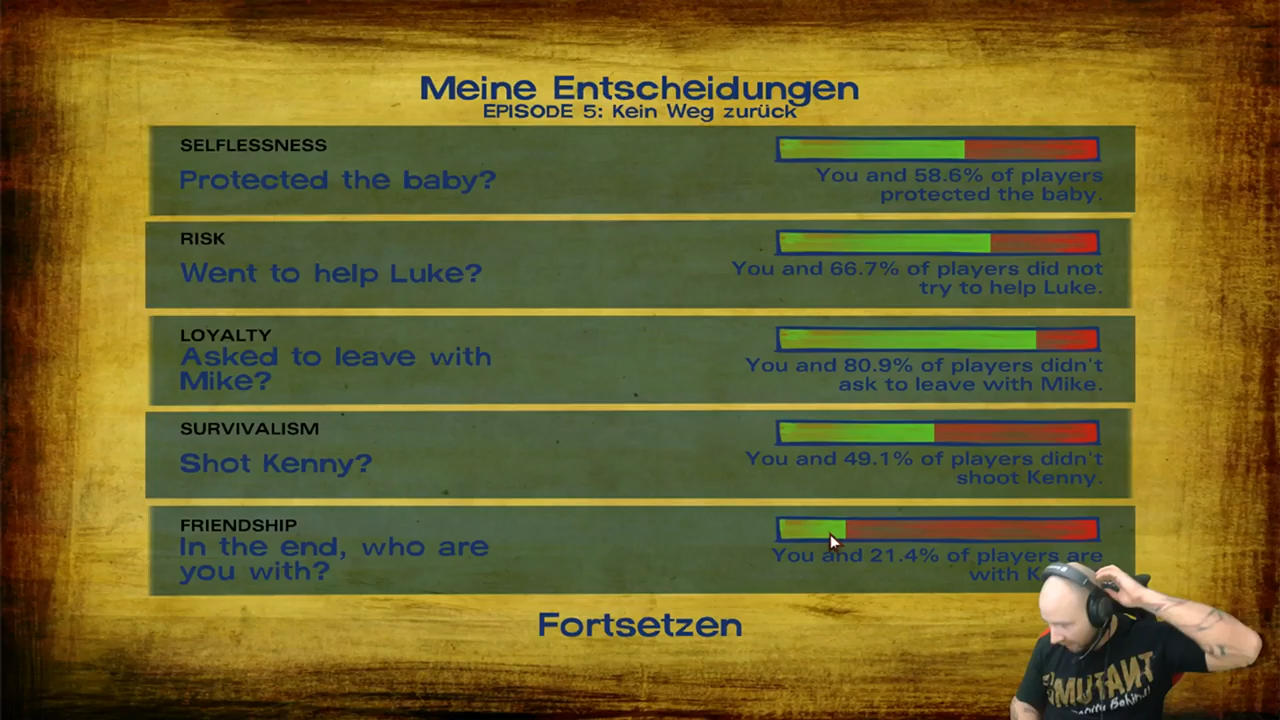 Meine Entscheidungen
EPISODE 5: Kein Weg zurück
SELFLESSNESS
Protected the baby?
You and 58.6% of players
protected the baby.
RISK
Went to help Luke?
You and 66.7% of players did not
try to help Luke.
LOYALTY
Asked to leave with
Mike?
You and 80.9% of players didn't
ask to leave with Mike.
SURVIVALISM
Shot Kenny?
You and 49.1% of players didn't
shoot Kenny.
FRIENDSHIP
In the end, who are
you with?
You and 21.4% of players are
with
Fortsetzen
MUTANT